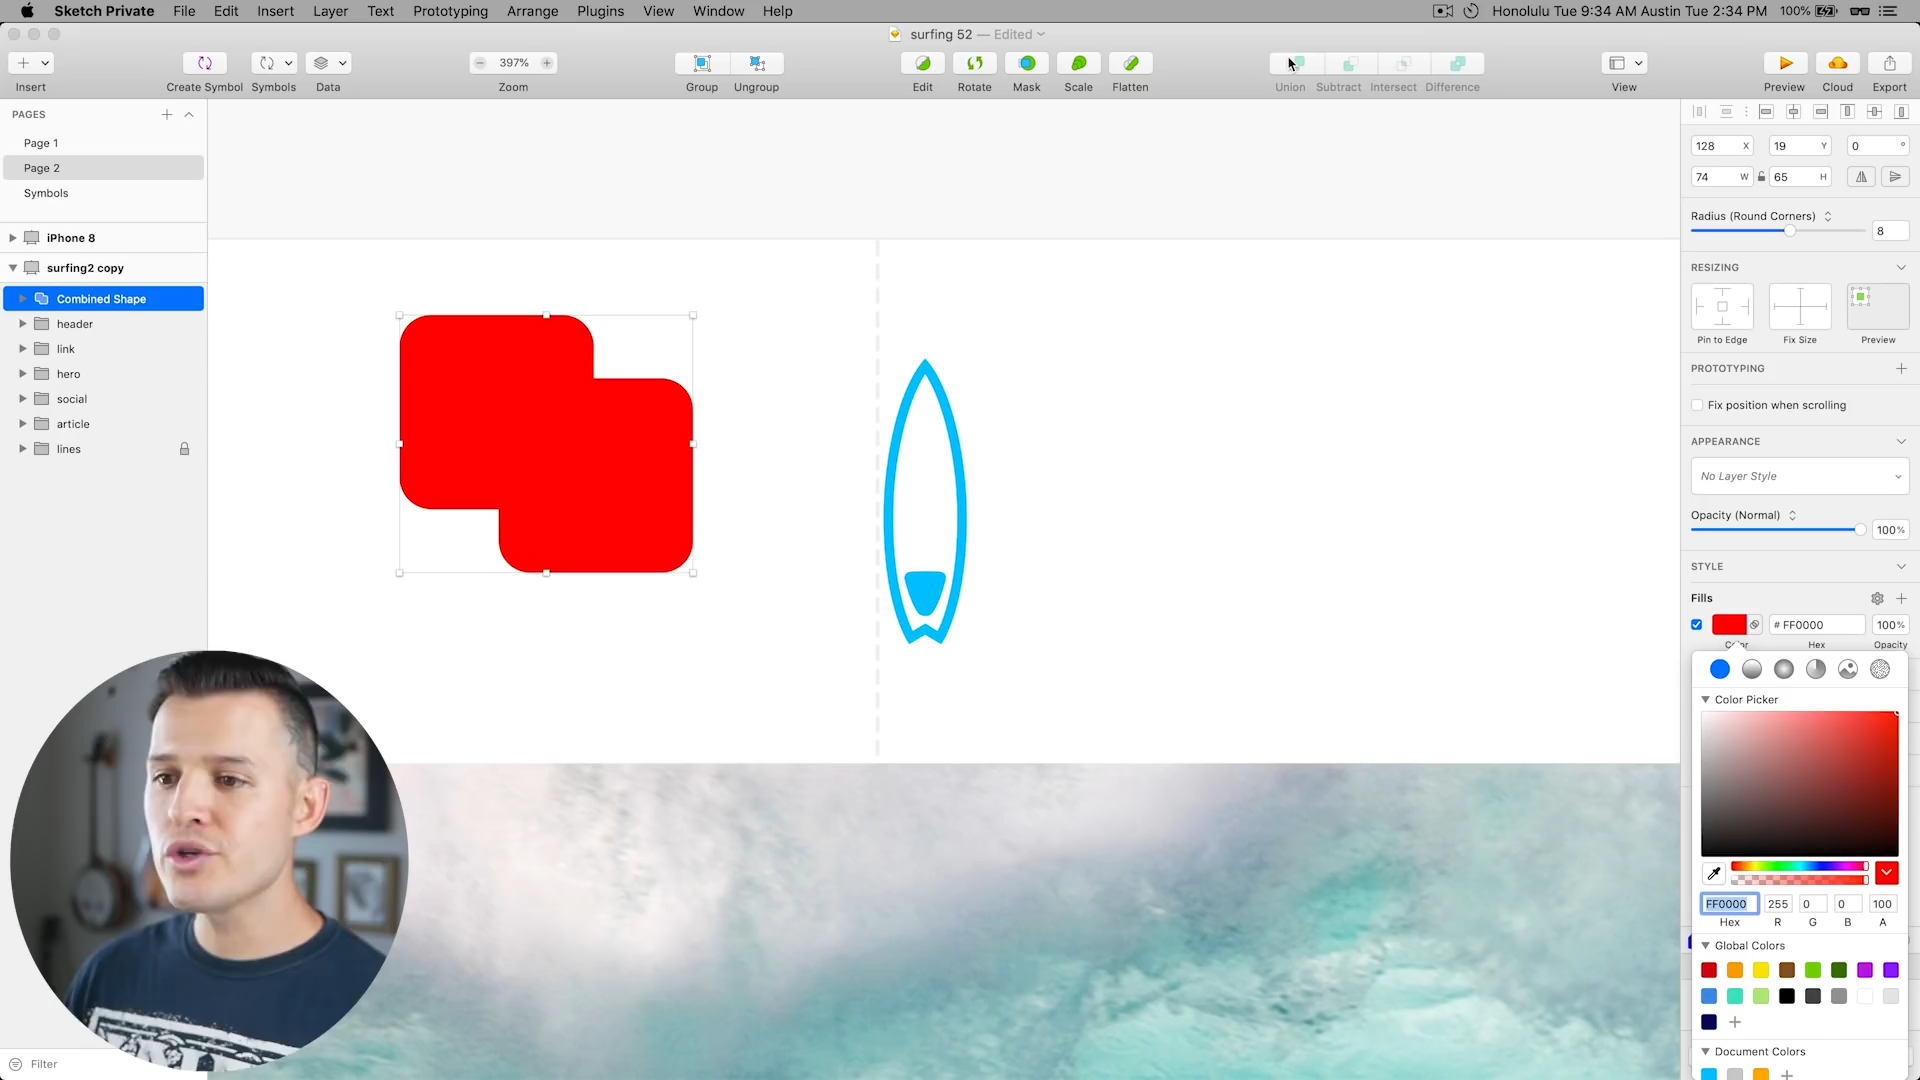 Sketch Private File Edit Insert Layer Text Prototyping Arrange Plugins View Window Help Honolulu Tue 9:34 AM Austin Tue 2:34 PM 100%
surfing 52 — Edited
397%
Insert Create Symbol Symbols Data Zoom Group Ungroup Edit Rotate Mask Scale Flatten Union Subtract Intersect Difference View Preview Cloud Export
PAGES
Page 1
Page 2
Symbols
iPhone 8
surfing2 copy
Combined Shape
header
link
hero
social
article
lines
Filter
128 X 19 Y 0 °
74 W 65 H
Radius (Round Corners)
8
RESIZING
Pin to Edge Fix Size Preview
PROTOTYPING
Fix position when scrolling
APPEARANCE
No Layer Style
Opacity (Normal)
100%
STYLE
Fills
# FF0000 100%
Color Hex Opacity
Color Picker
FF0000 255 0 0 100
Hex R G B A
Global Colors
Document Colors